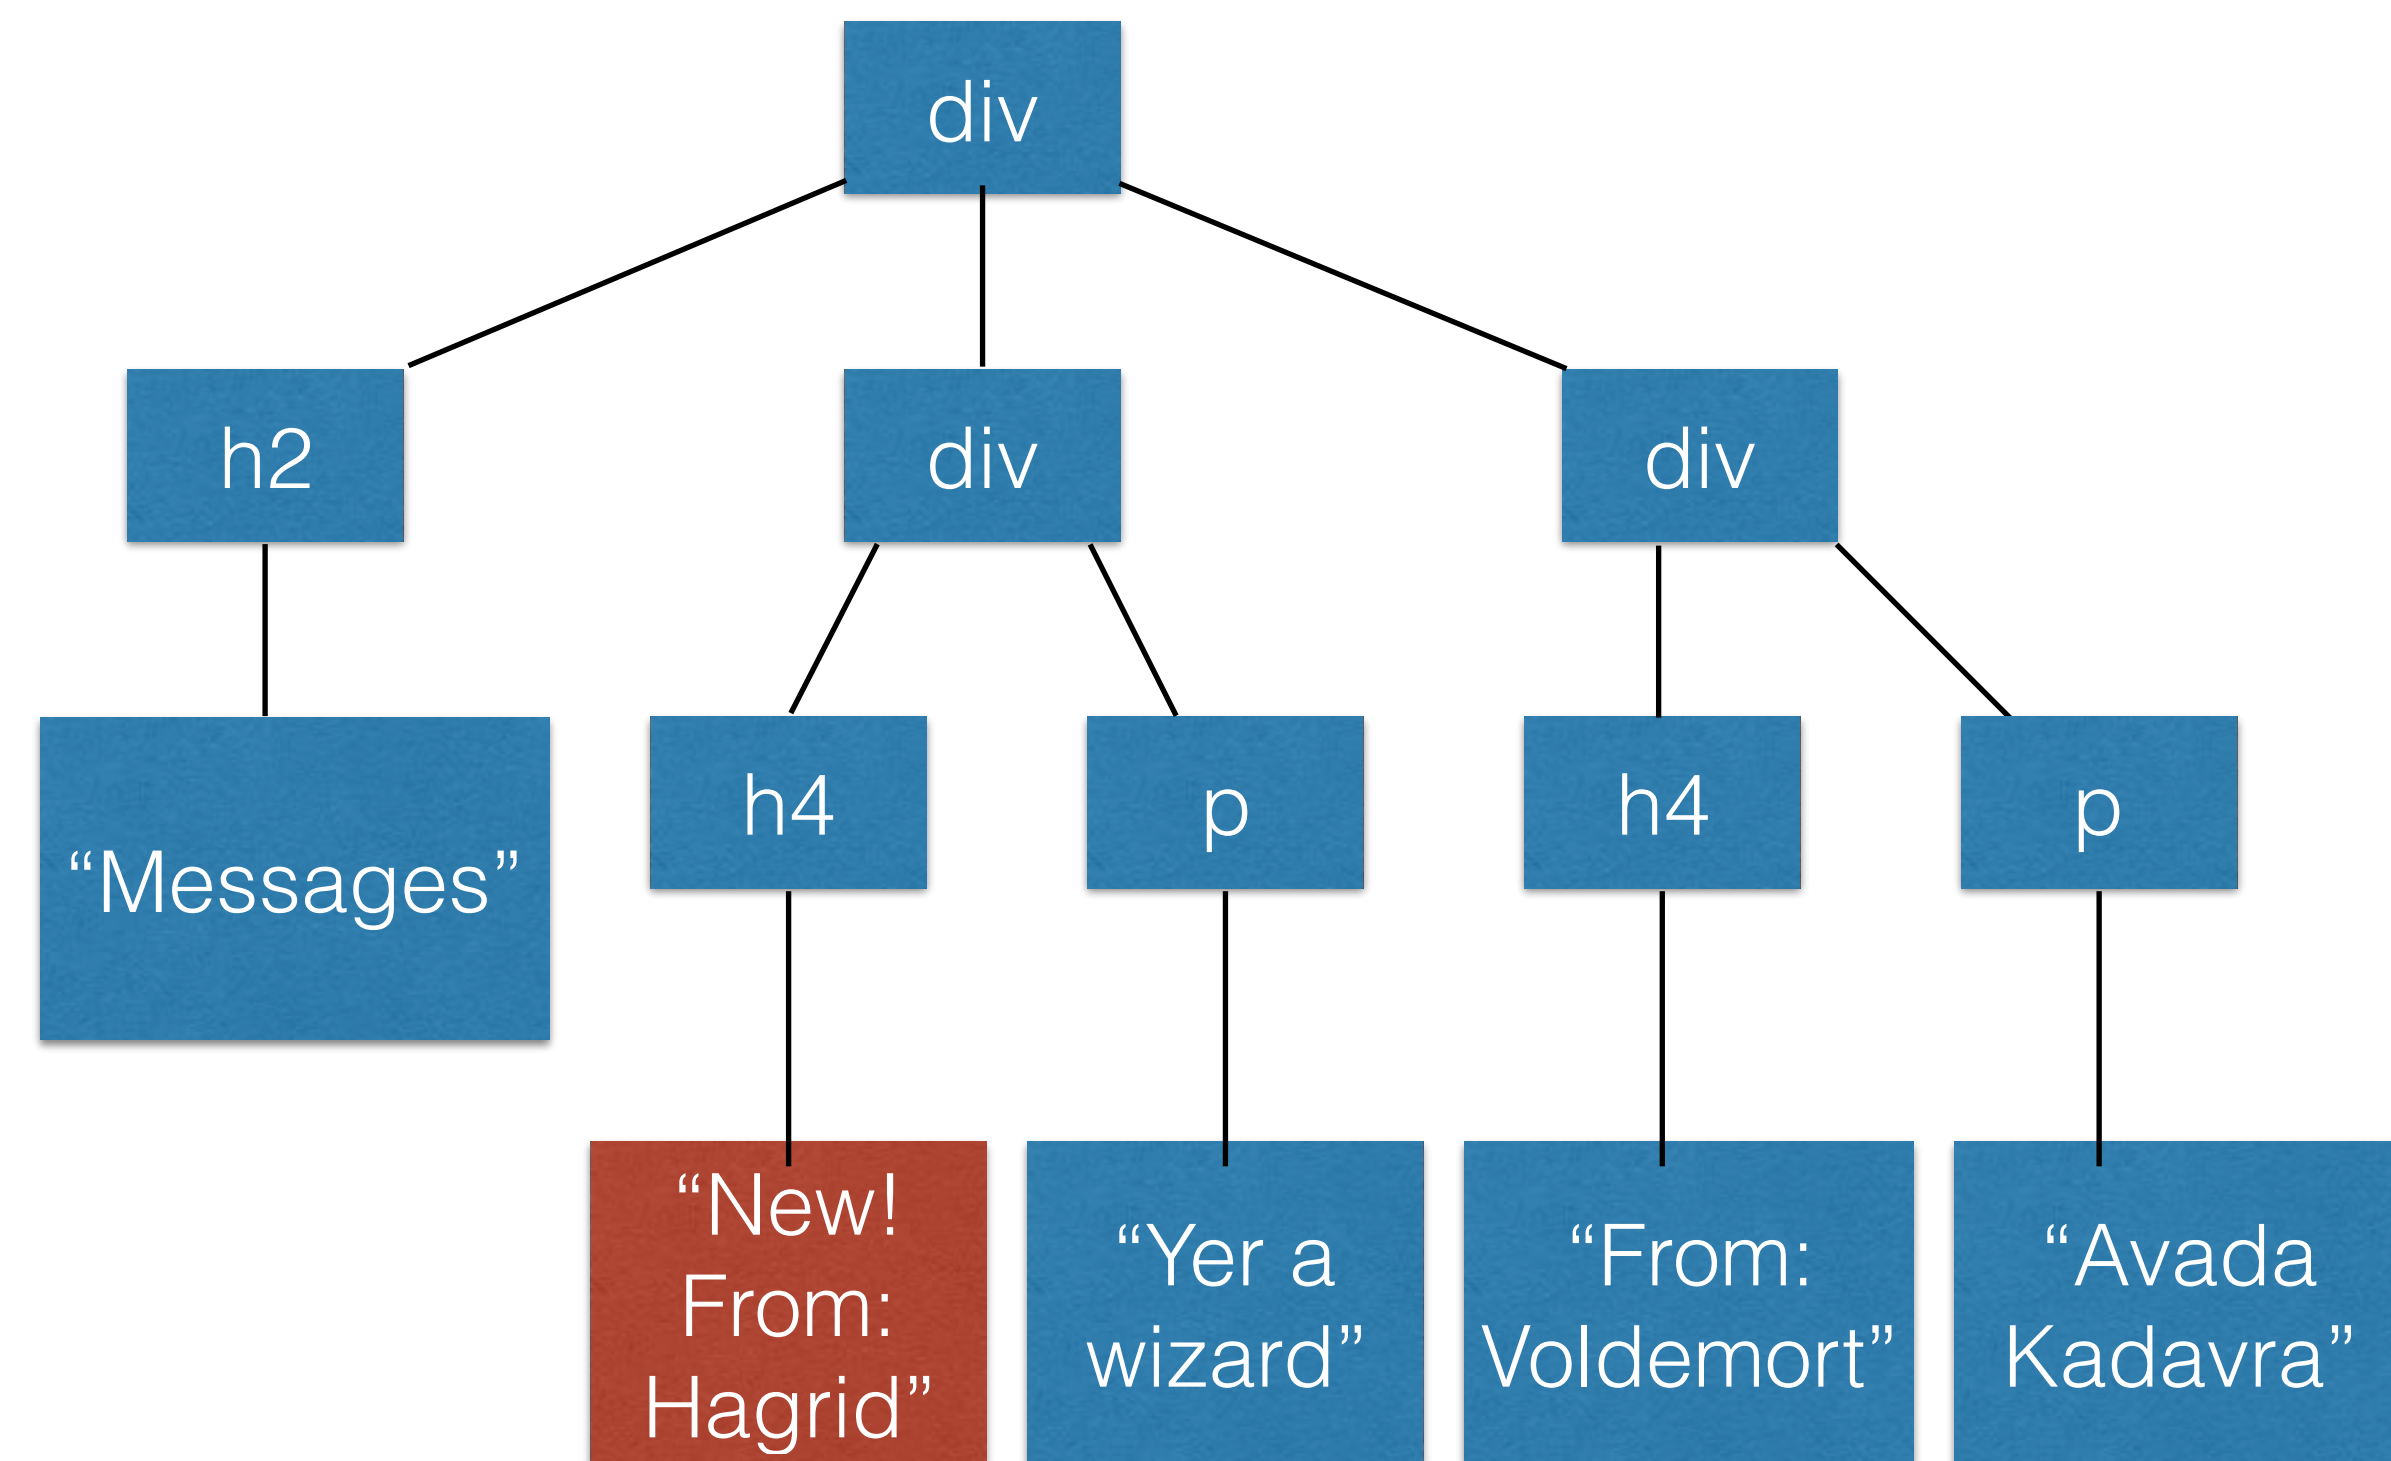 div
h2
div
div
“Messages”
h4
p
h4
p
“New!
From:
Hagrid”
“Yer a
wizard”
“From:
Voldemort”
“Avada
Kadavra”